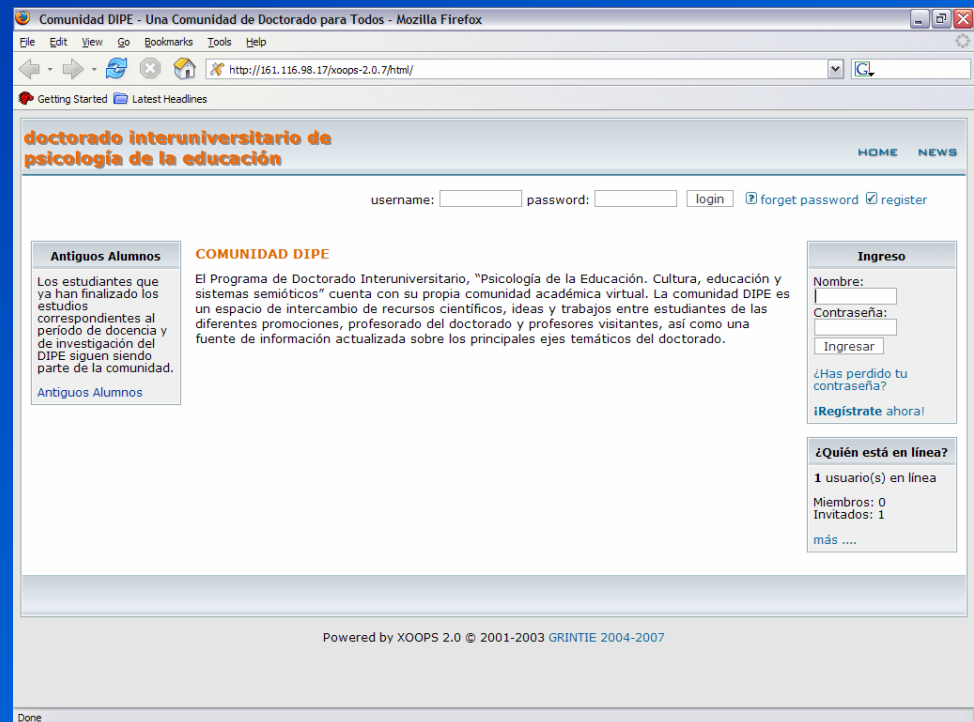 Comunidad DIPE - Una Comunidad de Doctorado para Todos - Mozilla Firefox
File Edit View Go Bookmarks Tools Help
http://161.116.98.17/xoops-2.0.7/html/
G
Getting Started Latest Headlines
doctorado interuniversitario de
psicología de la educación
HOME NEWS
username: password: login ? forget password register
Antiguos Alumnos
Los estudiantes que
ya han finalizado los
estudios
correspondientes al
período de docencia y
de investigación del
DIPE siguen siendo
parte de la comunidad.
Antiguos Alumnos
COMUNIDAD DIPE
El Programa de Doctorado Interuniversitario, “Psicología de la Educación. Cultura, educación y
sistemas semióticos” cuenta con su propia comunidad académica virtual. La comunidad DIPE es
un espacio de intercambio de recursos científicos, ideas y trabajos entre estudiantes de las
diferentes promociones, profesorado del doctorado y profesores visitantes, así como una
fuente de información actualizada sobre los principales ejes temáticos del doctorado.
Ingreso
Nombre:
Contraseña:
Ingresar
¿Has perdido tu
contraseña?
¡Regístrate ahora!
¿Quién está en línea?
1 usuario(s) en línea
Miembros: 0
Invitados: 1
más ....
Powered by XOOPS 2.0 © 2001-2003 GRINTIE 2004-2007
Done